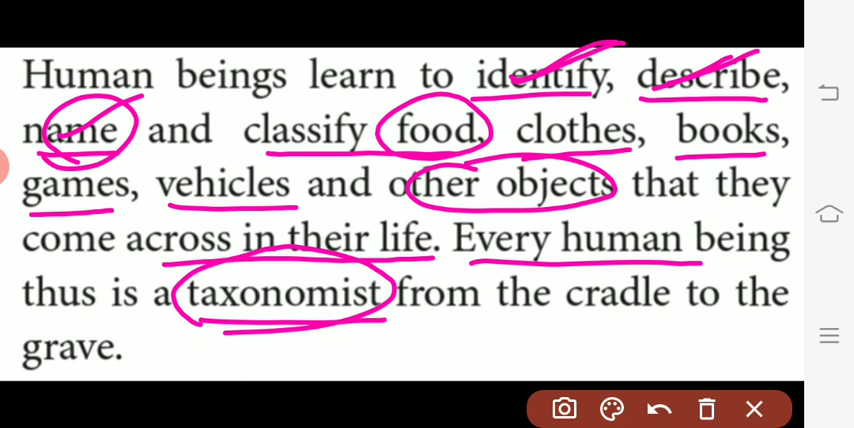 Human beings learn to identify, describe,
name and classify food, clothes, books,
games, vehicles and other objects that they
come across in their life. Every human being
thus is a taxonomist from the cradle to the
grave.